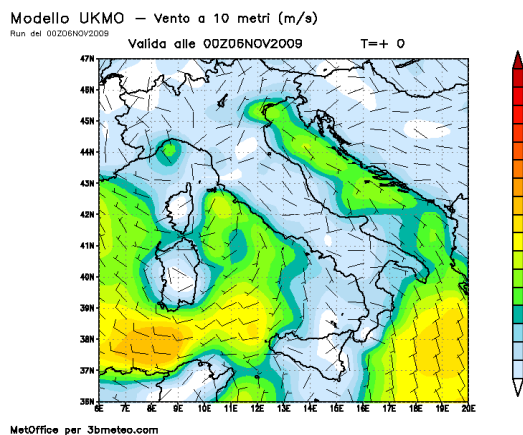 Modello UKMO – Vento a 10 metri (m/s)
Run del 00Z06NOV2009
Valida alle 00Z06NOV2009 T=+ 0
47N
46N
45N
44N
43N
42N
41N
40N
39N
38N
37N
36N
6E 7E 8E 9E 10E 11E 12E 13E 14E 15E 16E 17E 18E 19E 20E
MetOffice per 3bmeteo.com